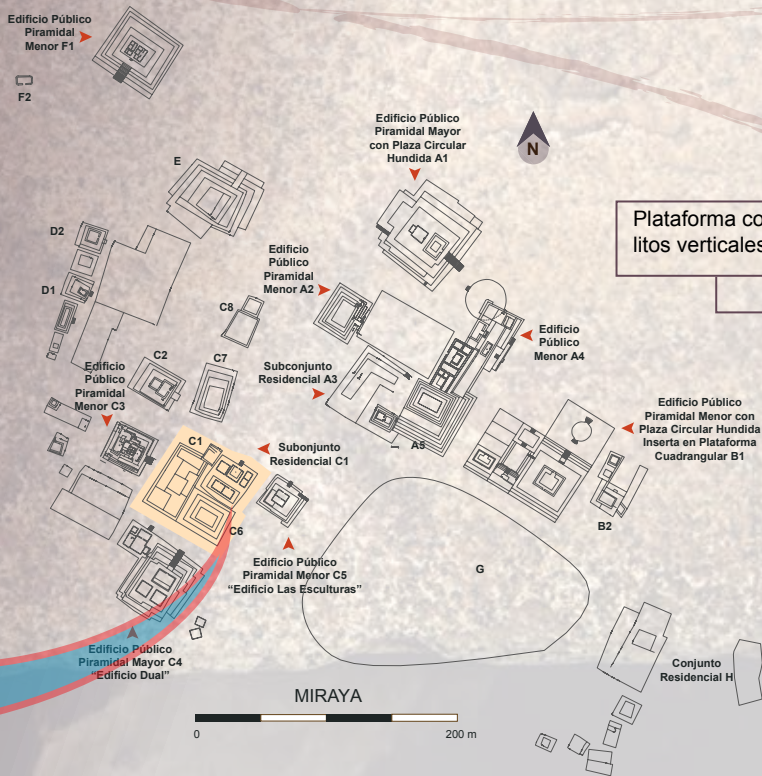 Edificio Público
Piramidal
Menor F1
F2
Edificio Público
Piramidal Mayor
con Plaza Circular
Hundida A1
N
E
Plataforma co
litos verticales
D2
D1
Edificio
Público
Piramidal
Menor A2
C8
Edificio
Público
Menor A4
Edificio
Público
Piramidal
Menor C3
C2
C7
Subconjunto
Residencial A3
A5
Edificio Público
Piramidal Menor con
Plaza Circular Hundida
Inserta en Plataforma
Cuadrangular B1
C1
Subonjunto
Residencial C1
C6
B2
Edificio Público
Piramidal Menor C5
“Edificio Las Esculturas”
G
Edificio Público
Piramidal Mayor C4
“Edificio Dual”
Conjunto
Residencial H
MIRAYA
0
200 m